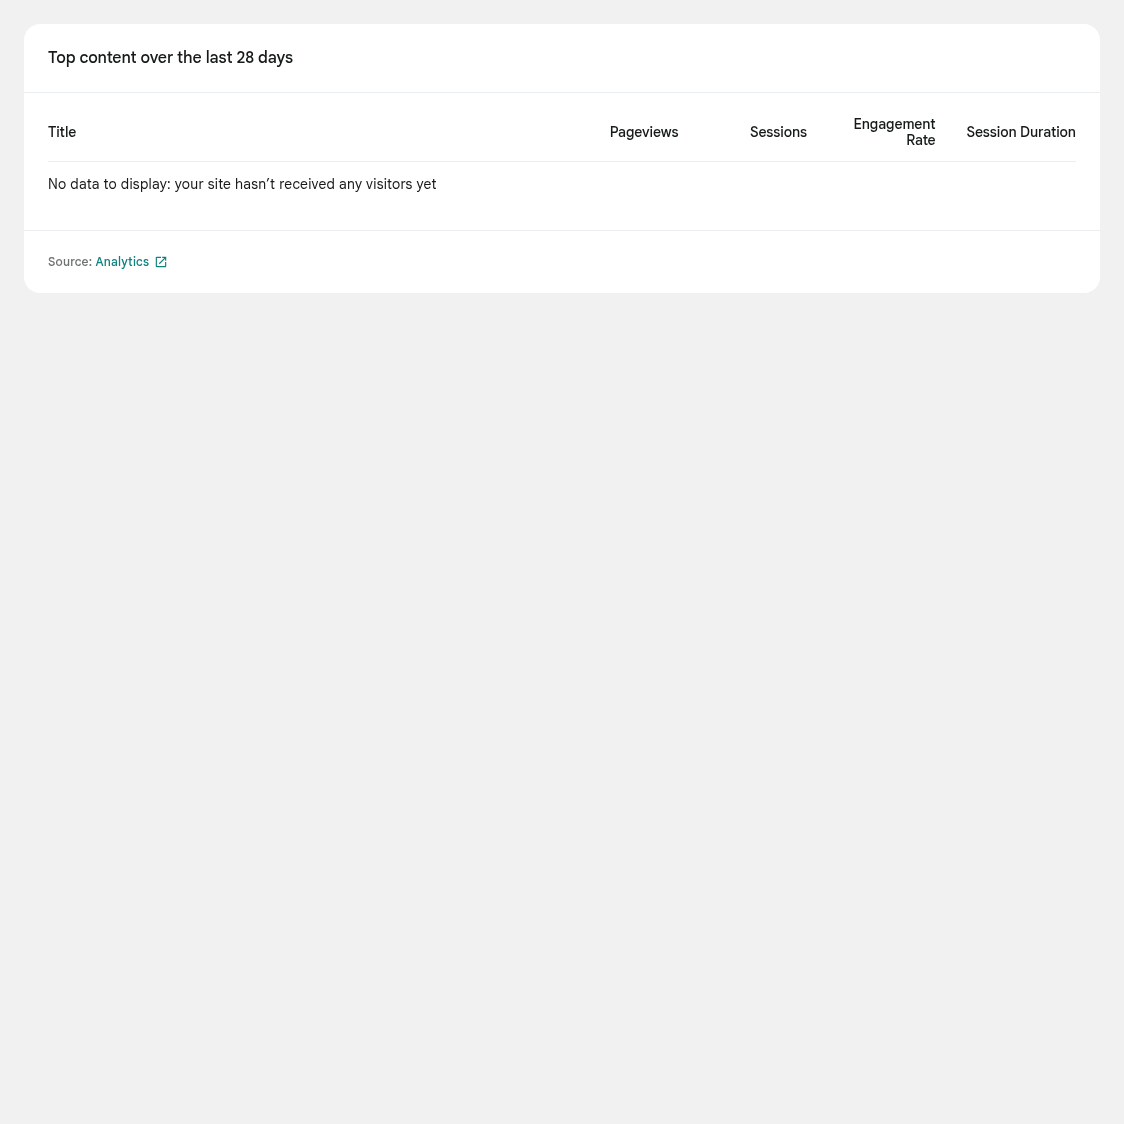 Top content over the last 28 days
Title Pageviews Sessions Engagement Rate Session Duration
No data to display: your site hasn’t received any visitors yet
Source: Analytics